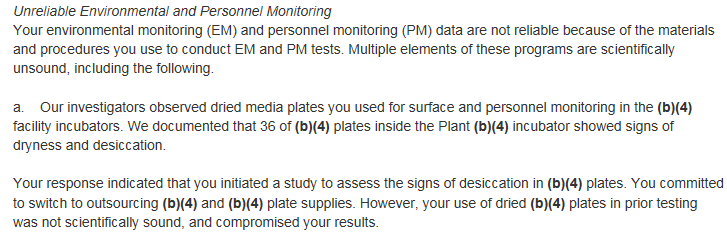 Unreliable Environmental and Personnel Monitoring
Your environmental monitoring (EM) and personnel monitoring (PM) data are not reliable because of the materials
and procedures you use to conduct EM and PM tests. Multiple elements of these programs are scientifically
unsound, including the following.
a. Our investigators observed dried media plates you used for surface and personnel monitoring in the (b)(4)
facility incubators. We documented that 36 of (b)(4) plates inside the Plant (b)(4) incubator showed signs of
dryness and desiccation.
Your response indicated that you initiated a study to assess the signs of desiccation in (b)(4) plates. You committed
to switch to outsourcing (b)(4) and (b)(4) plate supplies. However, your use of dried (b)(4) plates in prior testing
was not scientifically sound, and compromised your results.